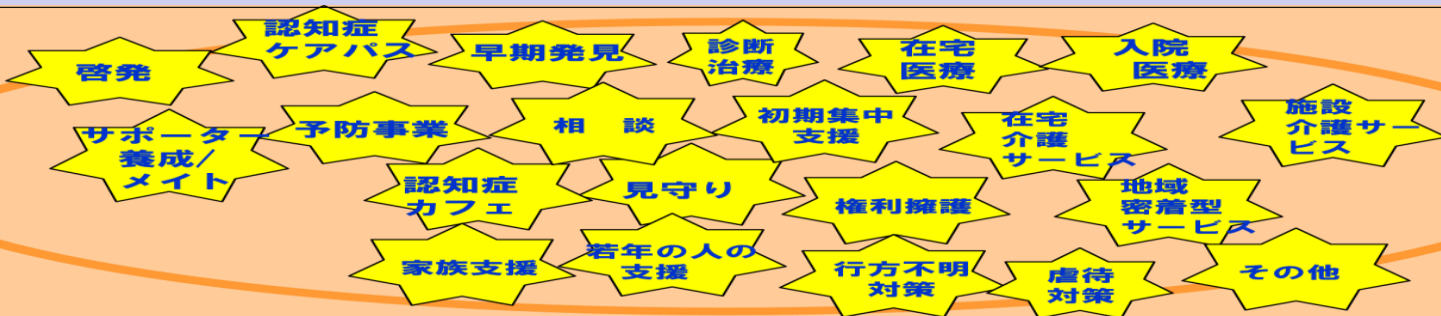 認知症
ケアパス
啓発
早期発見
診断
治療
在宅
医療
入院
医療
サポーター
養成/
メイト
予防事業
相　談
初期集中
支援
在宅
介護
サービス
施設
介護サー
ビス
認知症
カフェ
見守り
権利擁護
地域
密着型
サービス
家族支援
若年の人の
支援
行方不明
対策
虐待
対策
その他